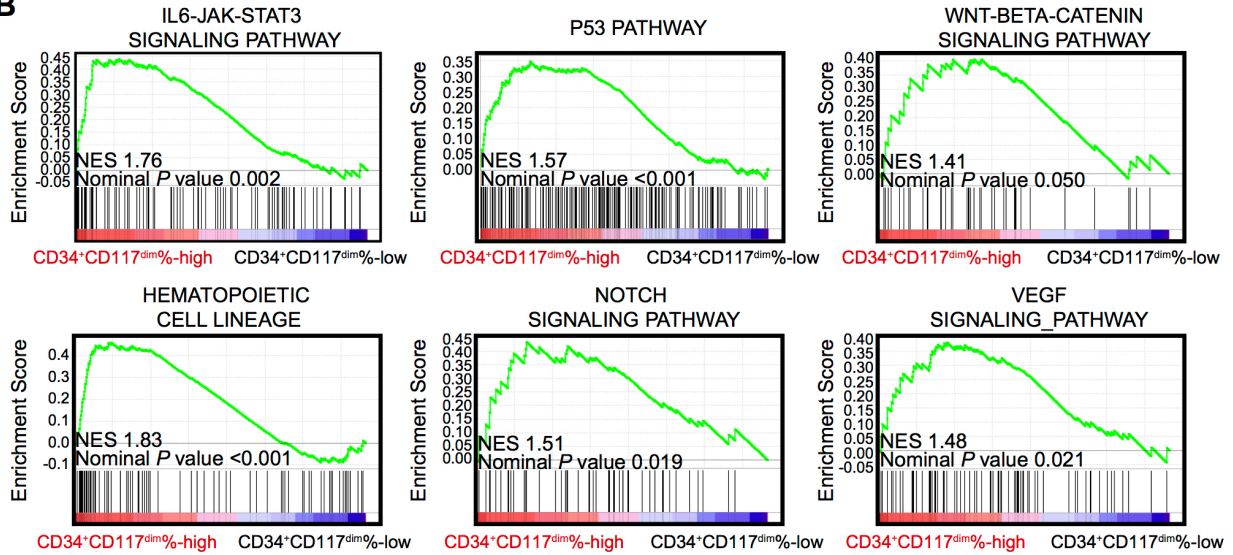 B
IL6-JAK-STAT3
SIGNALING PATHWAY
Enrichment Score
0.45
0.40
0.35
0.30
0.25
0.20
0.15
0.10
0.05
0.00
-0.05
NES 1.76
Nominal P value 0.002
CD34⁺CD117ᵈⁱᵐ%-high
CD34⁺CD117ᵈⁱᵐ%-low
P53 PATHWAY
Enrichment Score
0.35
0.30
0.25
0.20
0.15
0.10
0.05
0.00
NES 1.57
Nominal P value <0.001
CD34⁺CD117ᵈⁱᵐ%-high
CD34⁺CD117ᵈⁱᵐ%-low
WNT-BETA-CATENIN
SIGNALING PATHWAY
Enrichment Score
0.40
0.35
0.30
0.25
0.20
0.15
0.10
0.05
0.00
NES 1.41
Nominal P value 0.050
CD34⁺CD117ᵈⁱᵐ%-high
CD34⁺CD117ᵈⁱᵐ%-low
HEMATOPOIETIC
CELL LINEAGE
Enrichment Score
0.4
0.3
0.2
0.1
0.0
-0.1
NES 1.83
Nominal P value <0.001
CD34⁺CD117ᵈⁱᵐ%-high
CD34⁺CD117ᵈⁱᵐ%-low
NOTCH
SIGNALING PATHWAY
Enrichment Score
0.45
0.40
0.35
0.30
0.25
0.20
0.15
0.10
0.05
0.00
NES 1.51
Nominal P value 0.019
CD34⁺CD117ᵈⁱᵐ%-high
CD34⁺CD117ᵈⁱᵐ%-low
VEGF
SIGNALING_PATHWAY
Enrichment Score
0.40
0.35
0.30
0.25
0.20
0.15
0.10
0.05
0.00
-0.05
NES 1.48
Nominal P value 0.021
CD34⁺CD117ᵈⁱᵐ%-high
CD34⁺CD117ᵈⁱᵐ%-low